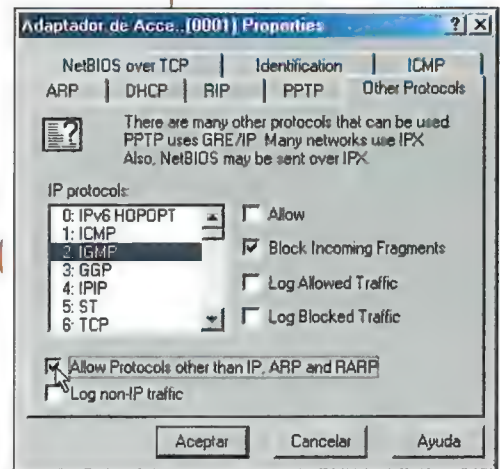 Adaptador de Acce..[0001] Properties
NetBIOS over TCP Identification ICMP
ARP DHCP RIP PPTP Other Protocols
There are many other protocols that can be used.
PPTP uses GRE/IP. Many networks use IPX.
Also, NetBIOS may be sent over IPX.
IP protocols:
0: IPv6 HOPOPT
1: ICMP
2: IGMP
3: GGP
4: IPIP
5: ST
6: TCP
Allow
Block Incoming Fragments
Log Allowed Traffic
Log Blocked Traffic
Allow Protocols other than IP, ARP and RARP
Log non-IP traffic
Aceptar Cancelar Ayuda